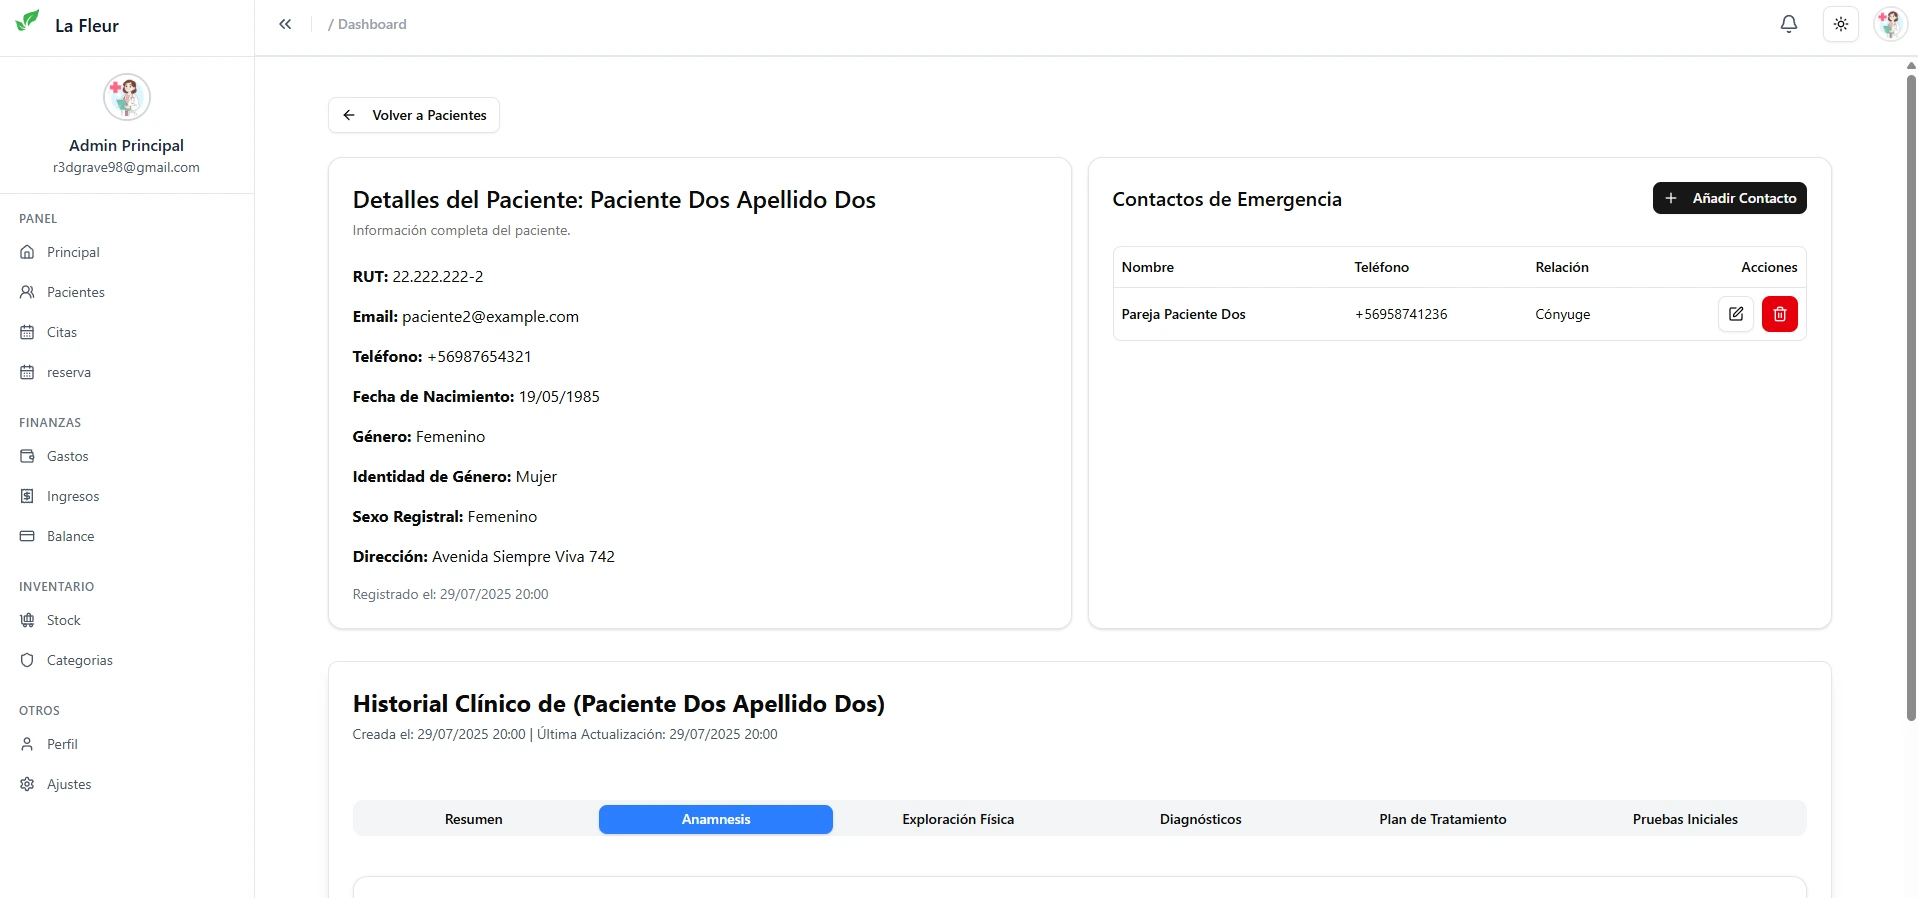 La Fleur
/ Dashboard
Admin Principal
r3dgrave98@gmail.com
PANEL
Principal
Pacientes
Citas
reserva
FINANZAS
Gastos
Ingresos
Balance
INVENTARIO
Stock
Categorias
OTROS
Perfil
Ajustes
Volver a Pacientes
Detalles del Paciente: Paciente Dos Apellido Dos
Información completa del paciente.
RUT: 22.222.222-2
Email: paciente2@example.com
Teléfono: +56987654321
Fecha de Nacimiento: 19/05/1985
Género: Femenino
Identidad de Género: Mujer
Sexo Registral: Femenino
Dirección: Avenida Siempre Viva 742
Registrado el: 29/07/2025 20:00
Contactos de Emergencia
Añadir Contacto
Nombre Teléfono Relación Acciones
Pareja Paciente Dos +56958741236 Cónyuge
Historial Clínico de (Paciente Dos Apellido Dos)
Creada el: 29/07/2025 20:00 | Última Actualización: 29/07/2025 20:00
Resumen Anamnesis Exploración Física Diagnósticos Plan de Tratamiento Pruebas Iniciales